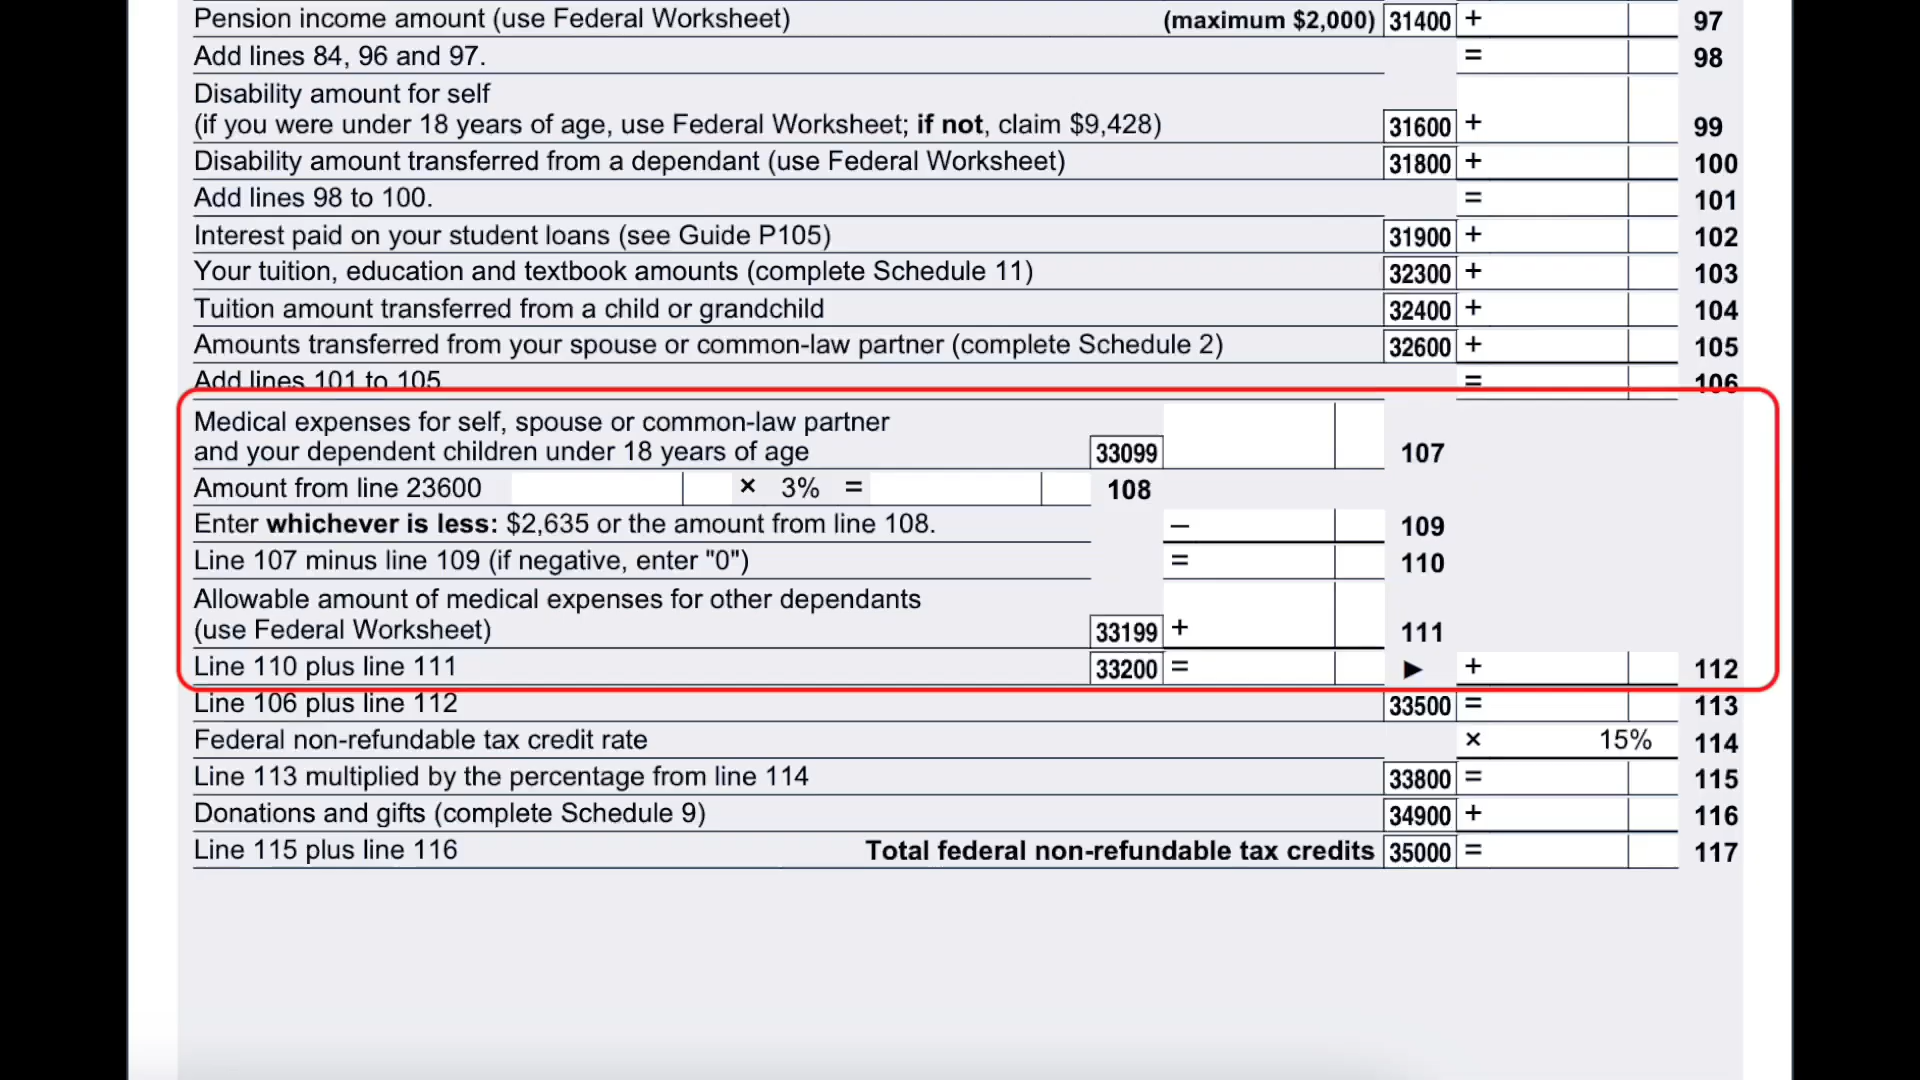 Pension income amount (use Federal Worksheet) (maximum $2,000) 31400 + 97
Add lines 84, 96 and 97. = 98
Disability amount for self
(if you were under 18 years of age, use Federal Worksheet; if not, claim $9,428) 31600 + 99
Disability amount transferred from a dependant (use Federal Worksheet) 31800 + 100
Add lines 98 to 100. = 101
Interest paid on your student loans (see Guide P105) 31900 + 102
Your tuition, education and textbook amounts (complete Schedule 11) 32300 + 103
Tuition amount transferred from a child or grandchild 32400 + 104
Amounts transferred from your spouse or common-law partner (complete Schedule 2) 32600 + 105
Add lines 101 to 105. = 106
Medical expenses for self, spouse or common-law partner
and your dependent children under 18 years of age 33099 107
Amount from line 23600 × 3% = 108
Enter whichever is less: $2,635 or the amount from line 108. – 109
Line 107 minus line 109 (if negative, enter "0") = 110
Allowable amount of medical expenses for other dependants
(use Federal Worksheet) 33199 + 111
Line 110 plus line 111 33200 = ► + 112
Line 106 plus line 112 33500 = 113
Federal non-refundable tax credit rate × 15% 114
Line 113 multiplied by the percentage from line 114 33800 = 115
Donations and gifts (complete Schedule 9) 34900 + 116
Line 115 plus line 116 Total federal non-refundable tax credits 35000 = 117